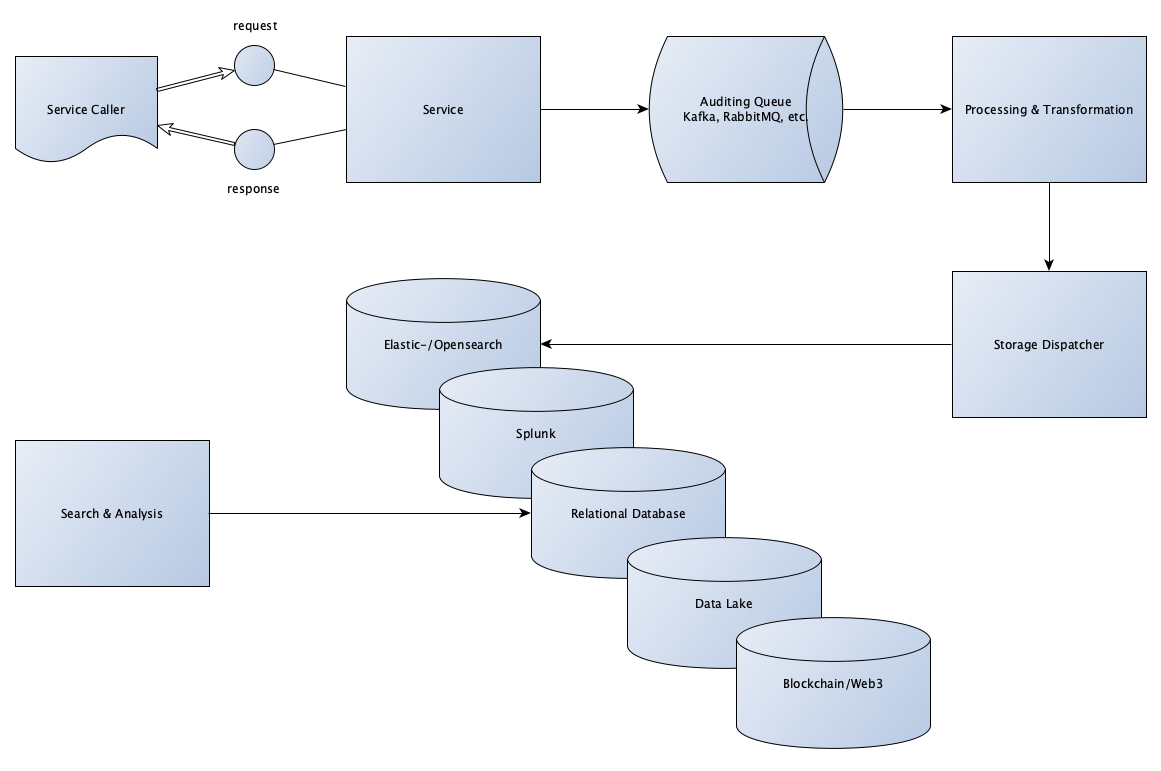 request
Service Caller
Service
response
Auditing Queue
Kafka, RabbitMQ, etc.
Processing & Transformation
Elastic-/Opensearch
Storage Dispatcher
Splunk
Search & Analysis
Relational Database
Data Lake
Blockchain/Web3